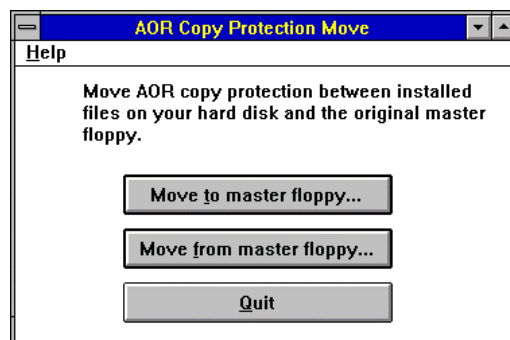 AOR Copy Protection Move
Help
Move AOR copy protection between installed
files on your hard disk and the original master
floppy.
Move to master floppy...
Move from master floppy...
Quit